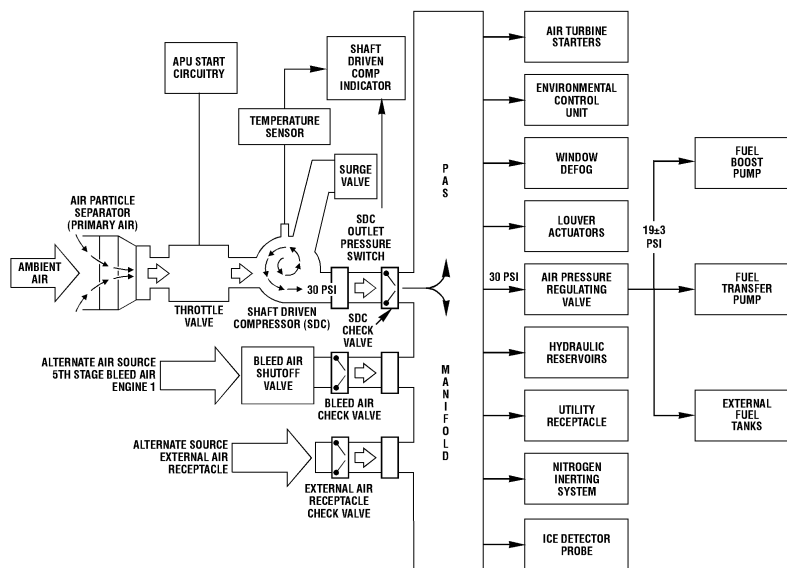 APU START
CIRCUITRY
SHAFT
DRIVEN
COMP
INDICATOR
TEMPERATURE
SENSOR
SURGE
VALVE
AIR PARTICLE
SEPARATOR
(PRIMARY AIR)
AMBIENT
AIR
THROTTLE
VALVE
SHAFT DRIVEN
COMPRESSOR (SDC)
30 PSI
SDC
OUTLET
PRESSURE
SWITCH
SDC
CHECK
VALVE
ALTERNATE AIR SOURCE
5TH STAGE BLEED AIR
ENGINE 1
BLEED AIR
SHUTOFF
VALVE
BLEED AIR
CHECK VALVE
ALTERNATE SOURCE
EXTERNAL AIR
RECEPTACLE
EXTERNAL AIR
RECEPTACLE
CHECK VALVE
P
A
S
M
A
N
I
F
O
L
D
AIR TURBINE
STARTERS
ENVIRONMENTAL
CONTROL
UNIT
WINDOW
DEFOG
LOUVER
ACTUATORS
30 PSI
AIR PRESSURE
REGULATING
VALVE
HYDRAULIC
RESERVOIRS
UTILITY
RECEPTACLE
NITROGEN
INERTING
SYSTEM
ICE DETECTOR
PROBE
19±3
PSI
FUEL
BOOST
PUMP
FUEL
TRANSFER
PUMP
EXTERNAL
FUEL
TANKS